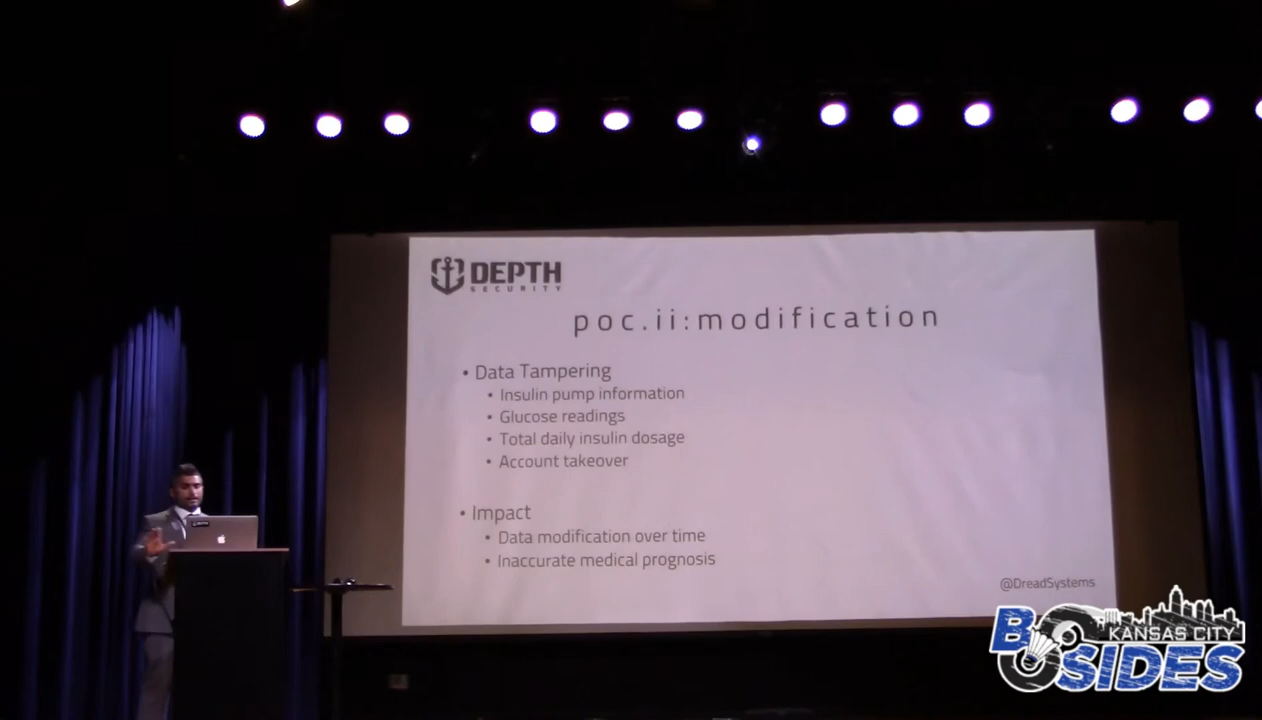 DEPTH
SECURITY
poc.ii:modification
• Data Tampering
• Insulin pump information
• Glucose readings
• Total daily insulin dosage
• Account takeover
• Impact
• Data modification over time
• Inaccurate medical prognosis
@DreadSystems
BSIDES
KANSAS CITY